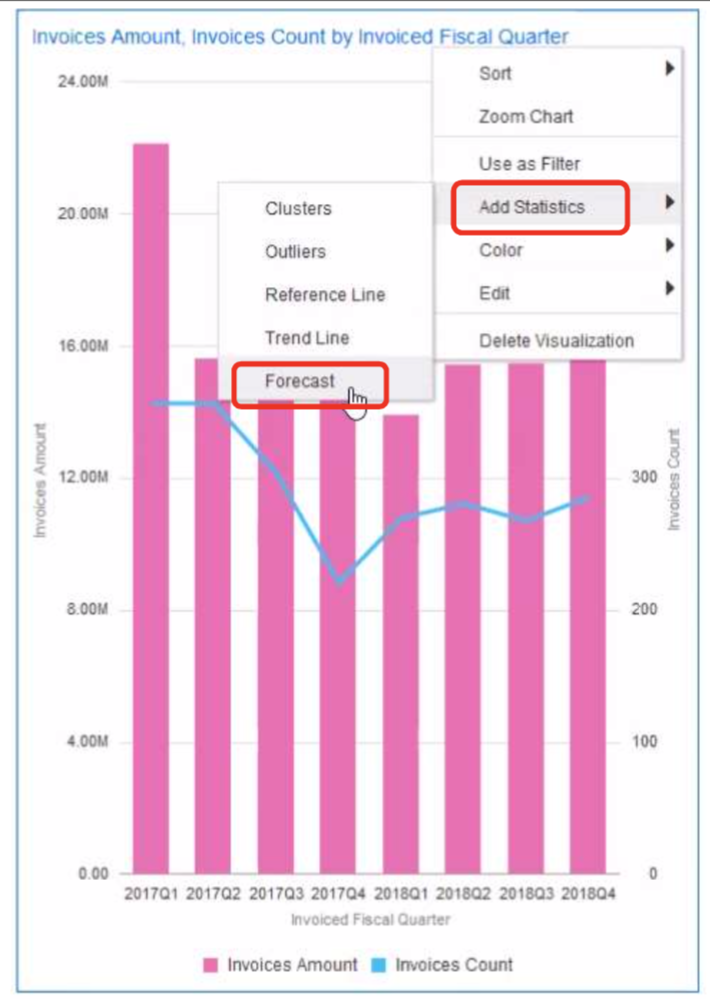 Invoices Amount, Invoices Count by Invoiced Fiscal Quarter
Sort
Zoom Chart
Use as Filter
Add Statistics
Color
Edit
Delete Visualization
Clusters
Outliers
Reference Line
Trend Line
Forecast
24.00M
20.00M
16.00M
12.00M
8.00M
4.00M
0.00
Invoices Amount
300
200
100
0
Invoices Count
2017Q1 2017Q2 2017Q3 2017Q4 2018Q1 2018Q2 2018Q3 2018Q4
Invoiced Fiscal Quarter
Invoices Amount Invoices Count